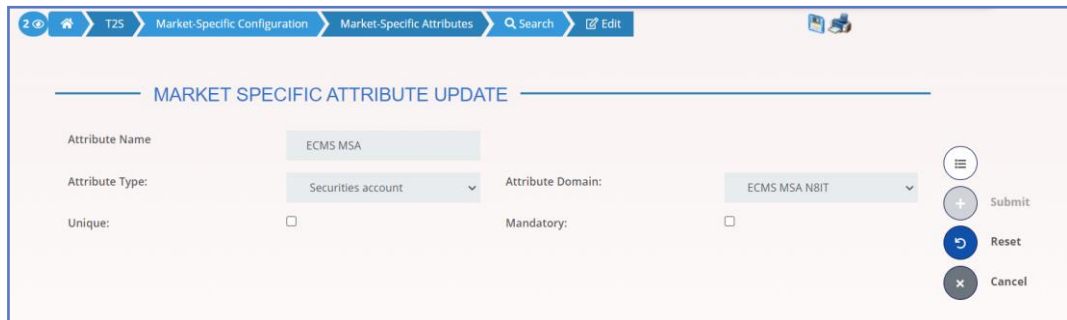 2 T2S Market-Specific Configuration Market-Specific Attributes Search Edit
MARKET SPECIFIC ATTRIBUTE UPDATE
Attribute Name ECMS MSA
Attribute Type: Securities account Attribute Domain: ECMS MSA N8IT
Submit
Unique: Mandatory:
Reset
Cancel